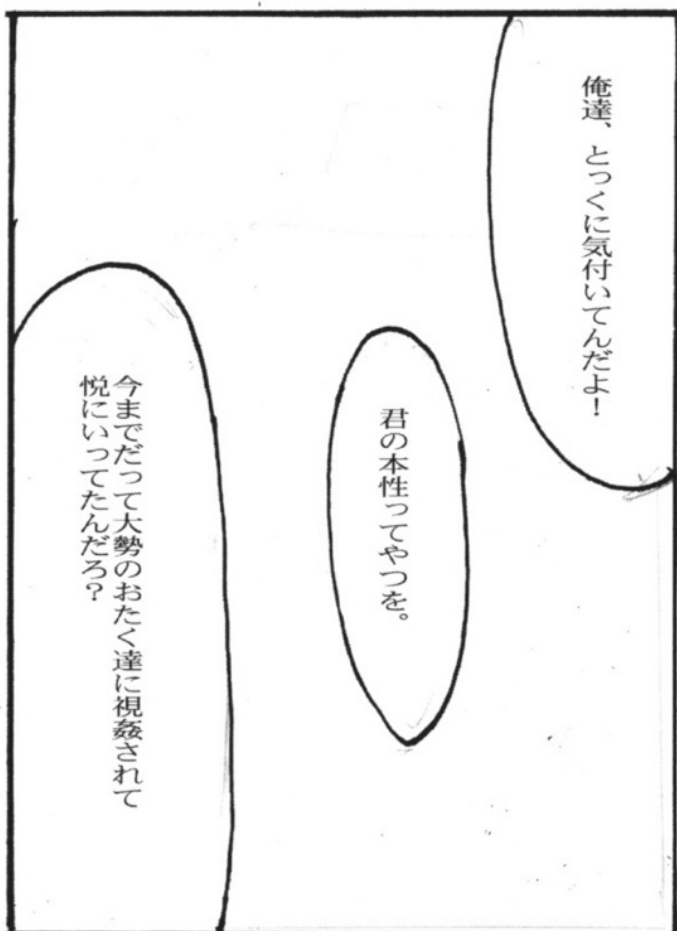 俺達、とっくに気付いてんだよ！
君の本性ってやつを。
今までだって大勢のおたく達に視姦されて
悦にいってたんだろ？